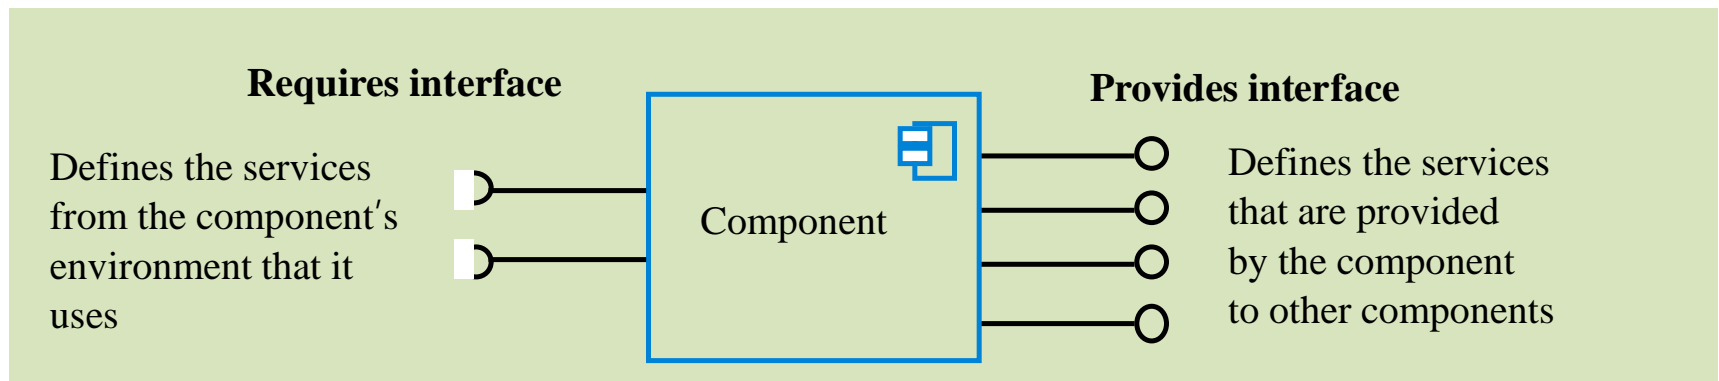 Requires interface
Defines the services
from the component's
environment that it
uses
Component
Provides interface
Defines the services
that are provided
by the component
to other components